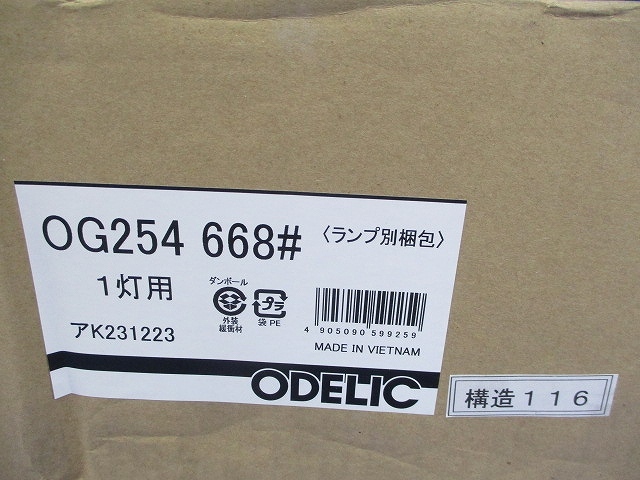 OG254 668# 〈ランプ別梱包〉
1灯用
ダンボール
外装
緩衝材
プラ
袋 PE
4 905090 599259
アK231223
MADE IN VIETNAM
ODELIC
構造116